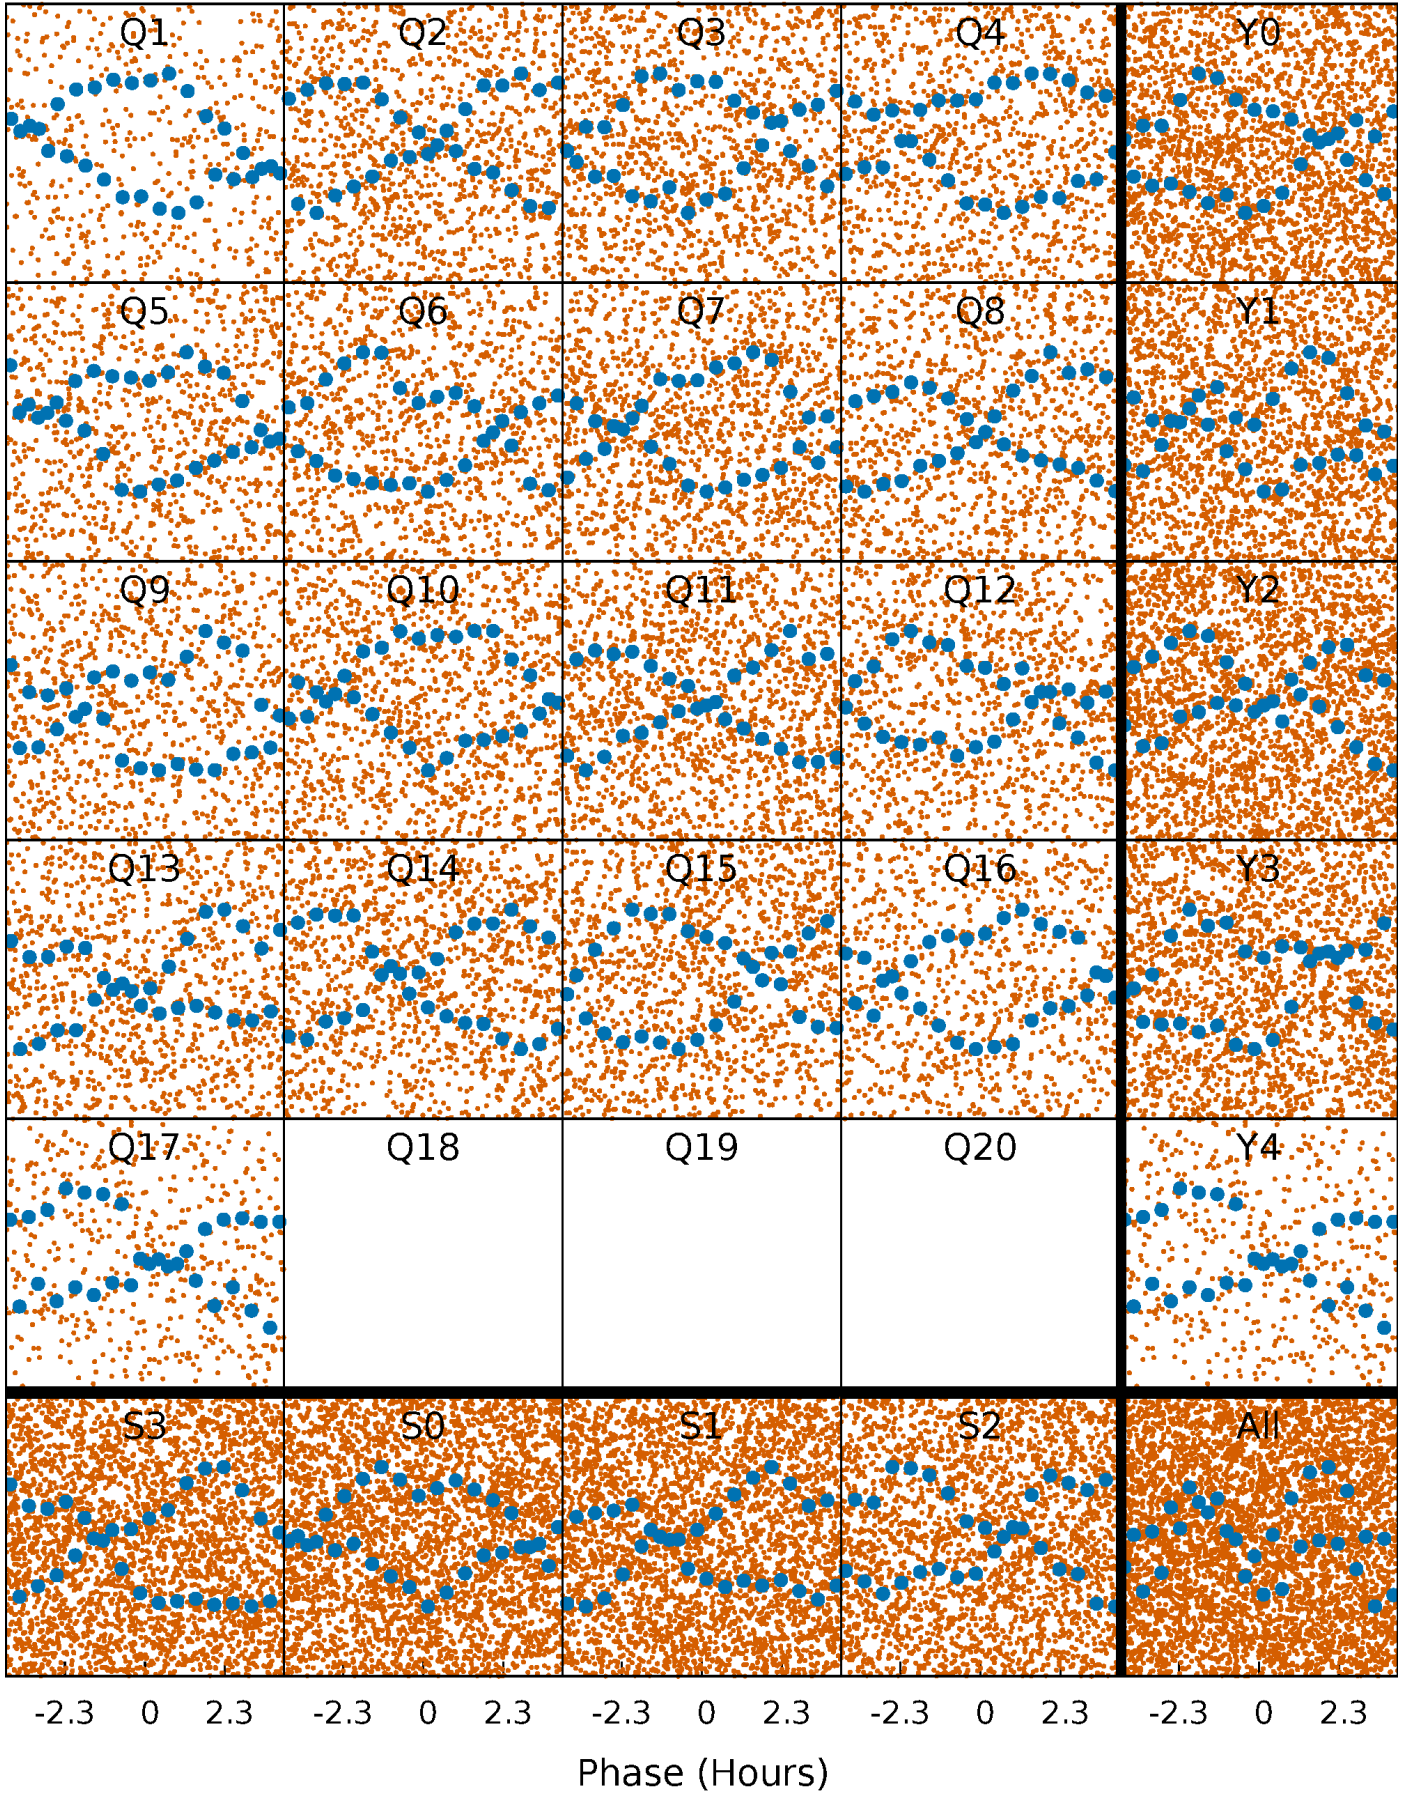 Q1 Q2 Q3 Q4 Y0
Q5 Q6 Q7 Q8 Y1
Q9 Q10 Q11 Q12 Y2
Q13 Q14 Q15 Q16 Y3
Q17 Q18 Q19 Q20 Y4
S3 S0 S1 S2 All
-2.3 0 2.3 -2.3 0 2.3 -2.3 0 2.3 -2.3 0 2.3 -2.3 0 2.3
Phase (Hours)